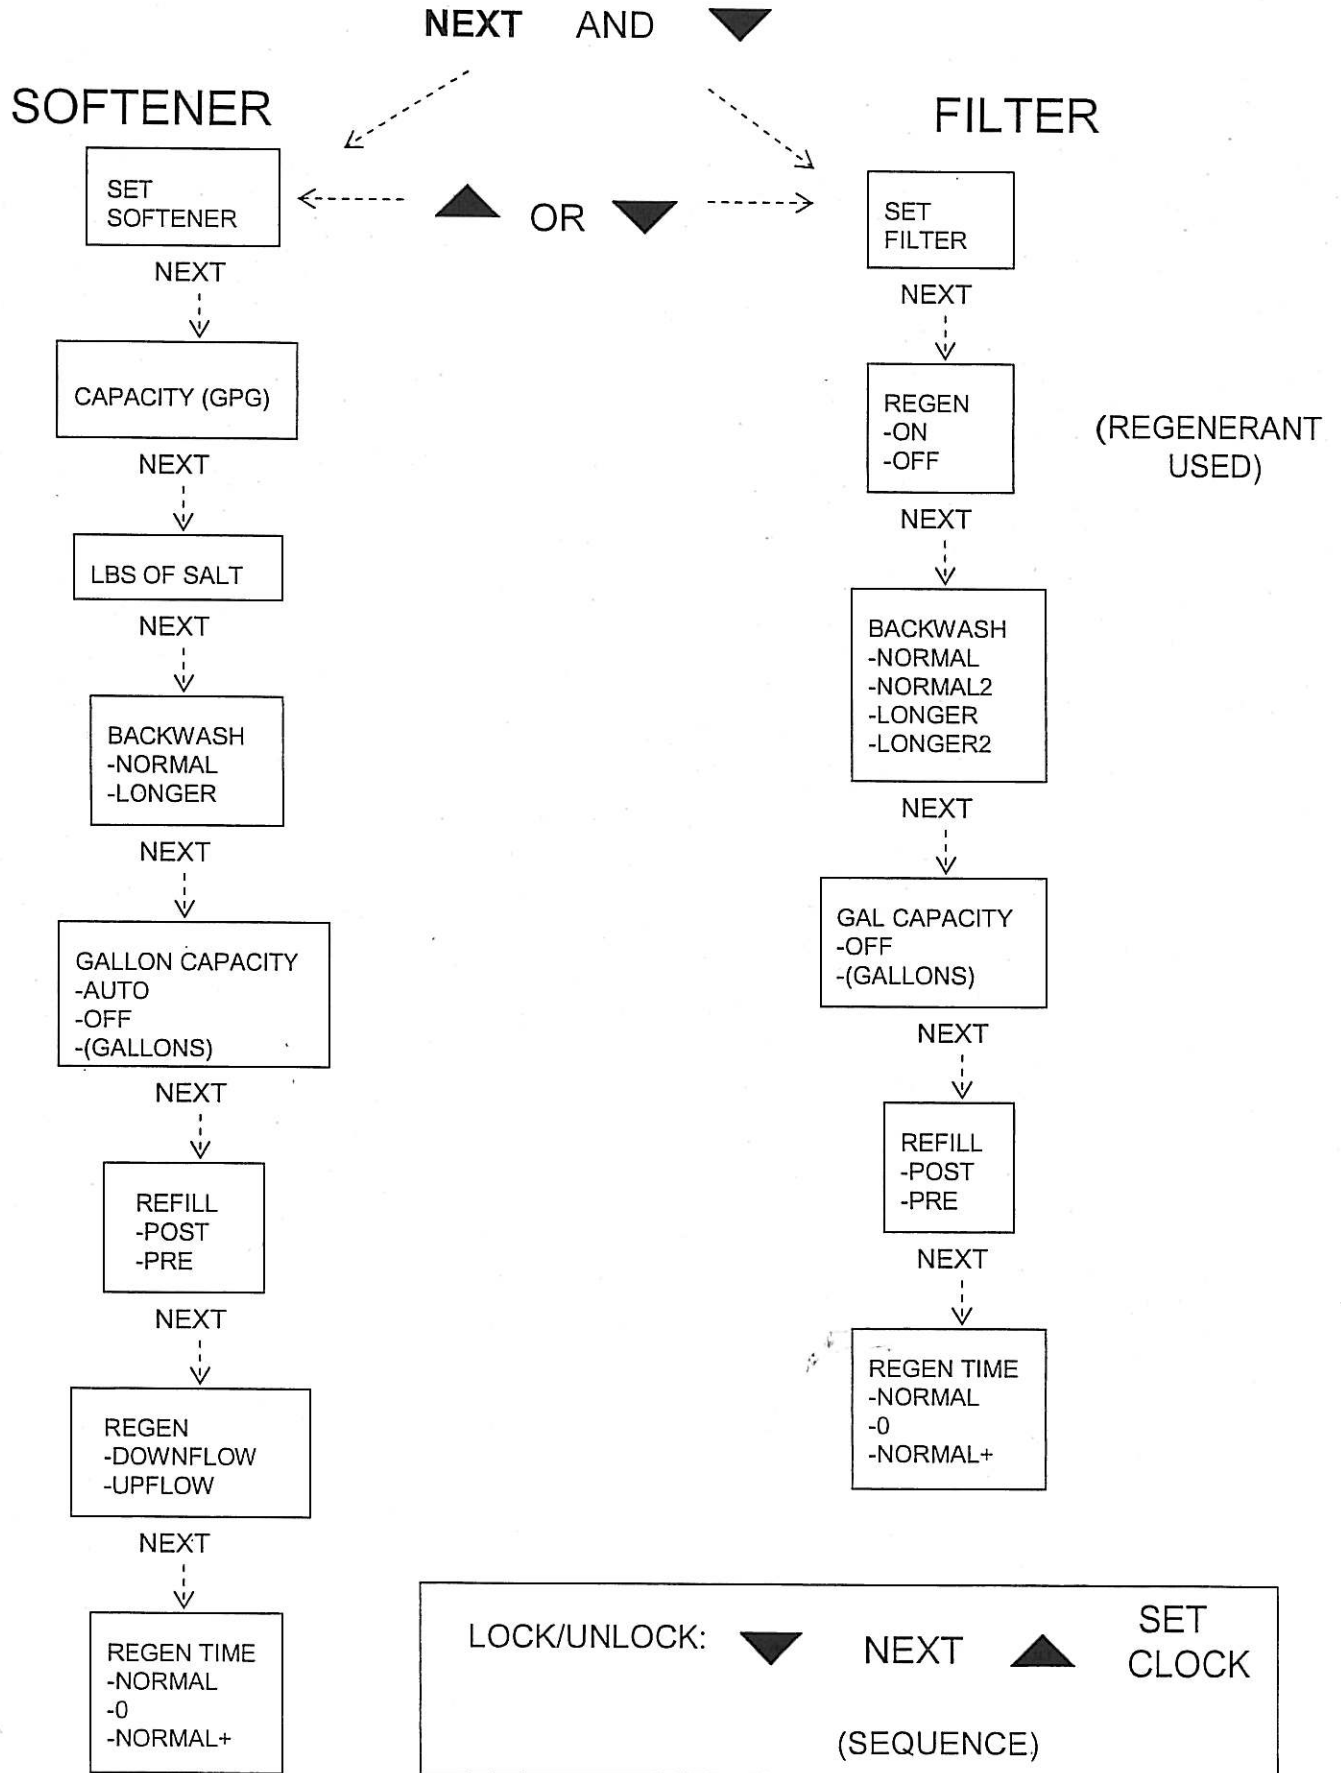 NEXT AND ▼
SOFTENER
SET
SOFTENER
NEXT
CAPACITY (GPG)
NEXT
LBS OF SALT
NEXT
BACKWASH
-NORMAL
-LONGER
NEXT
GALLON CAPACITY
-AUTO
-OFF
-(GALLONS)
NEXT
REFILL
-POST
-PRE
NEXT
REGEN
-DOWNFLOW
-UPFLOW
NEXT
REGEN TIME
-NORMAL
-0
-NORMAL+
▲ OR ▼
FILTER
SET
FILTER
NEXT
REGEN
-ON
-OFF
(REGENERANT
USED)
NEXT
BACKWASH
-NORMAL
-NORMAL2
-LONGER
-LONGER2
NEXT
GAL CAPACITY
-OFF
-(GALLONS)
NEXT
REFILL
-POST
-PRE
NEXT
REGEN TIME
-NORMAL
-0
-NORMAL+
LOCK/UNLOCK: ▼ NEXT ▲ SET
CLOCK
(SEQUENCE)